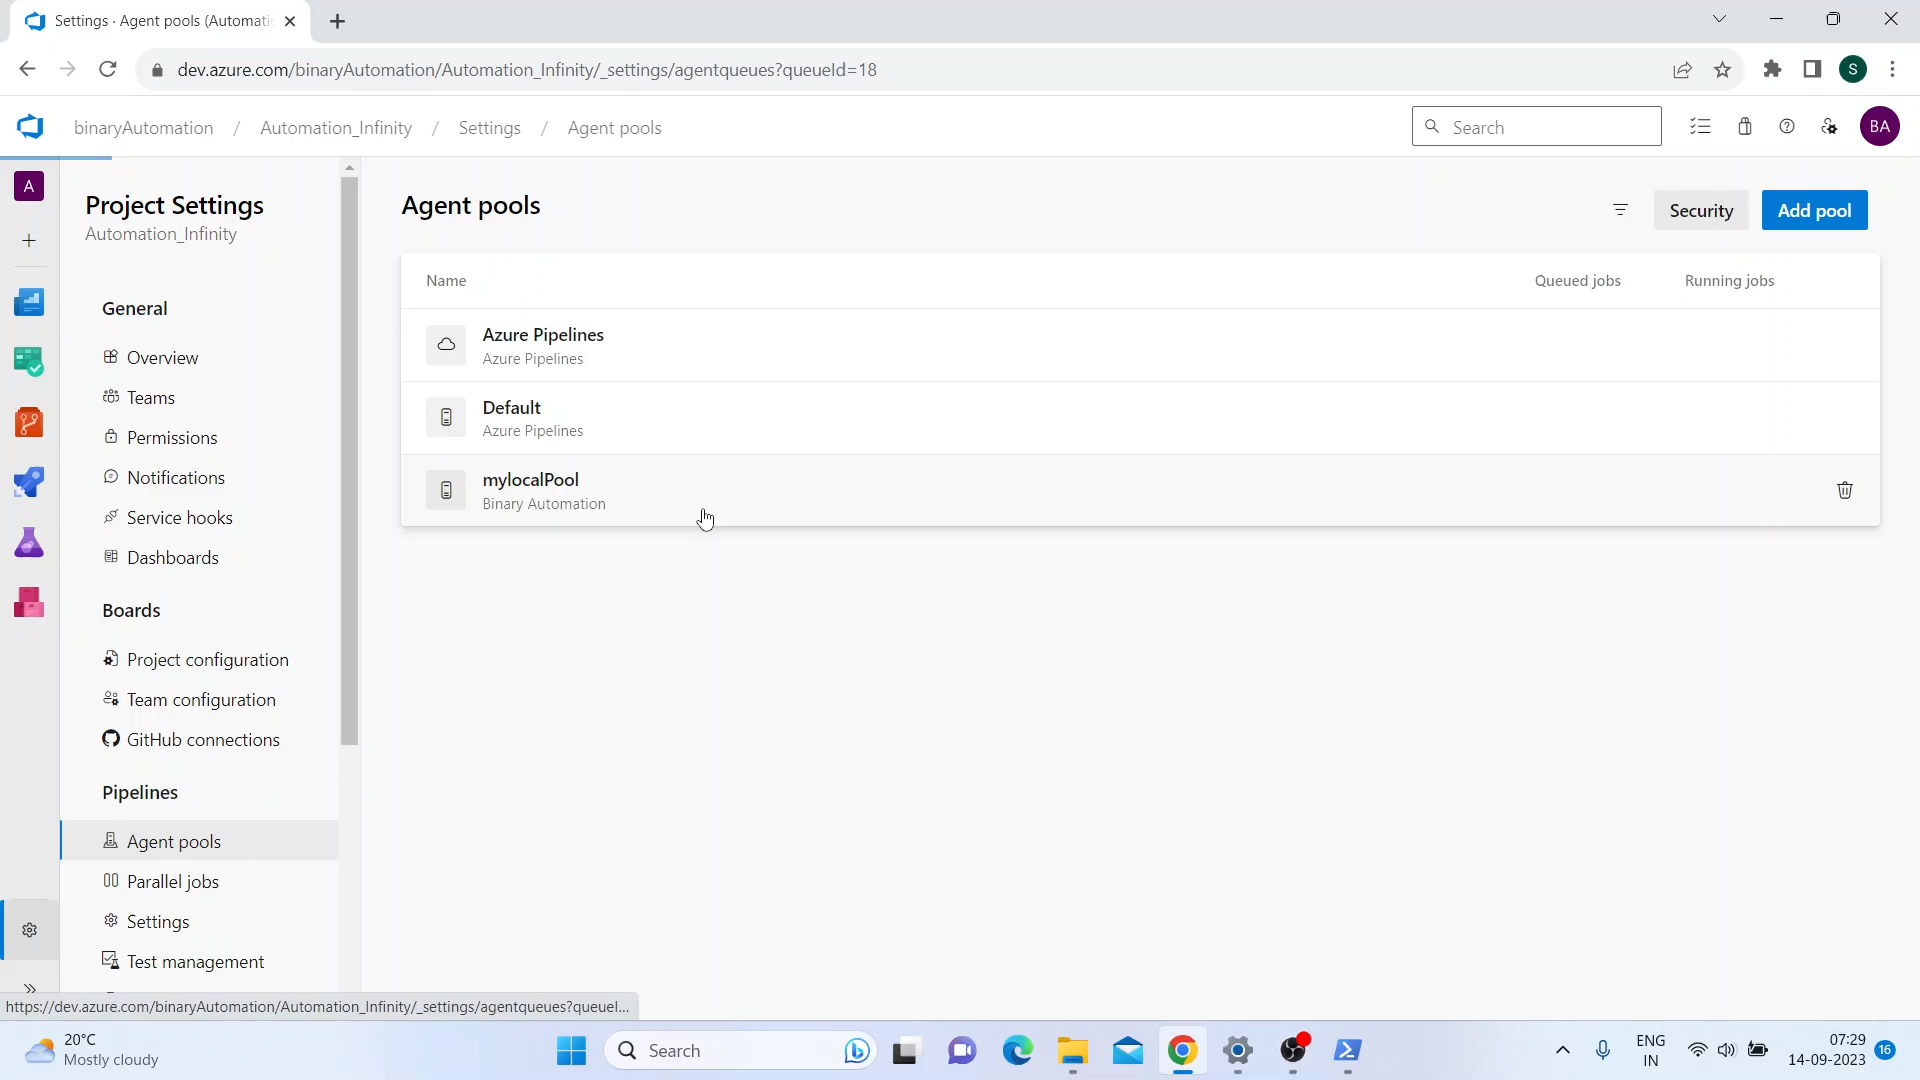 Settings · Agent pools (Automati
dev.azure.com/binaryAutomation/Automation_Infinity/_settings/agentqueues?queueId=18
S
binaryAutomation / Automation_Infinity / Settings / Agent pools
Search
BA
A
Project Settings
Automation_Infinity
General
Overview
Teams
Permissions
Notifications
Service hooks
Dashboards
Boards
Project configuration
Team configuration
GitHub connections
Pipelines
Agent pools
Parallel jobs
Settings
Test management
Agent pools
Security
Add pool
Name Queued jobs Running jobs
Azure Pipelines
Azure Pipelines
Default
Azure Pipelines
mylocalPool
Binary Automation
https://dev.azure.com/binaryAutomation/Automation_Infinity/_settings/agentqueues?queueI...
20°C
Mostly cloudy
Search
ENG
IN
07:29
14-09-2023
16